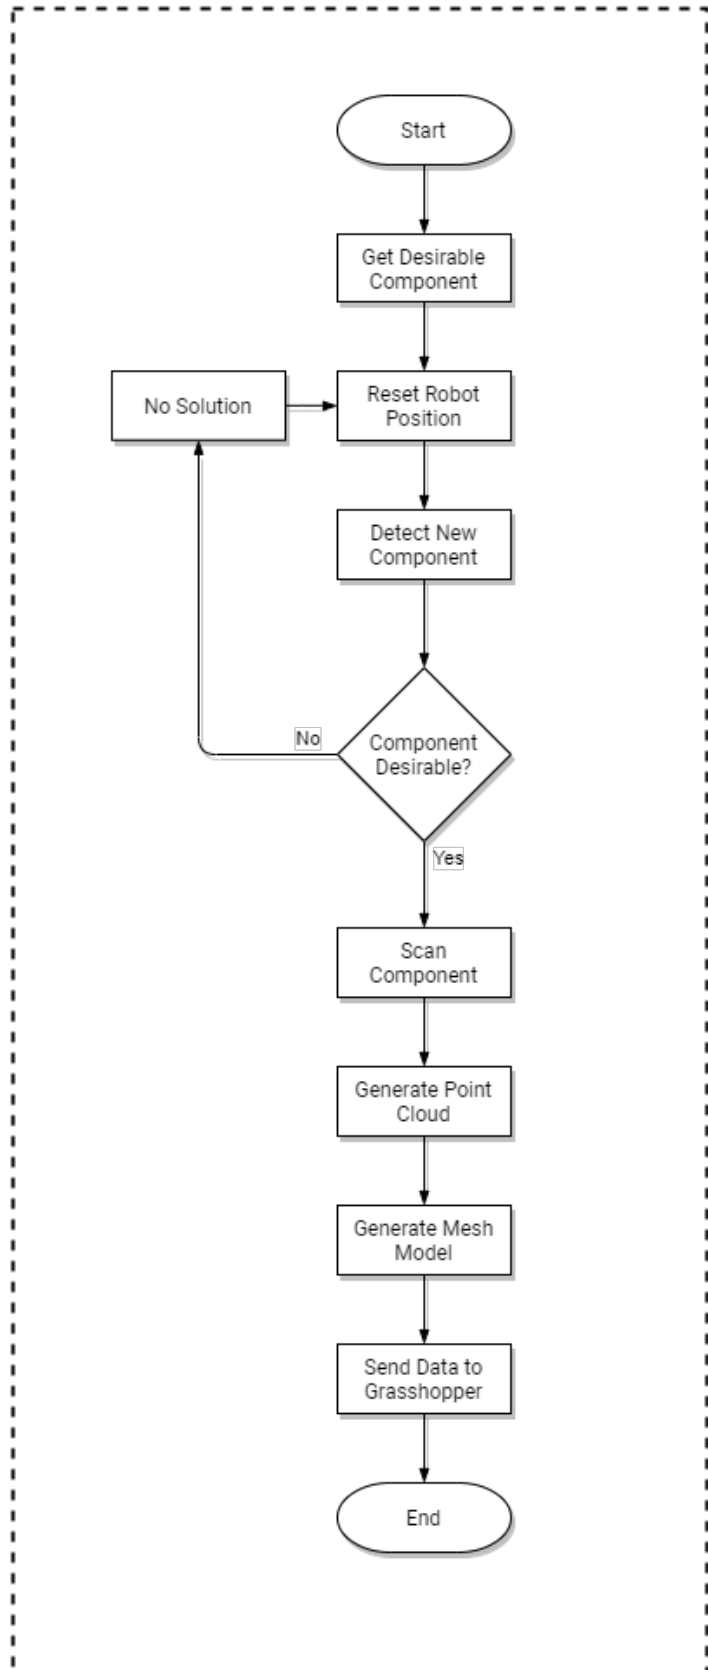 Start
Get Desirable
Component
No Solution
Reset Robot
Position
Detect New
Component
No
Component
Desirable?
Yes
Scan
Component
Generate Point
Cloud
Generate Mesh
Model
Send Data to
Grasshopper
End